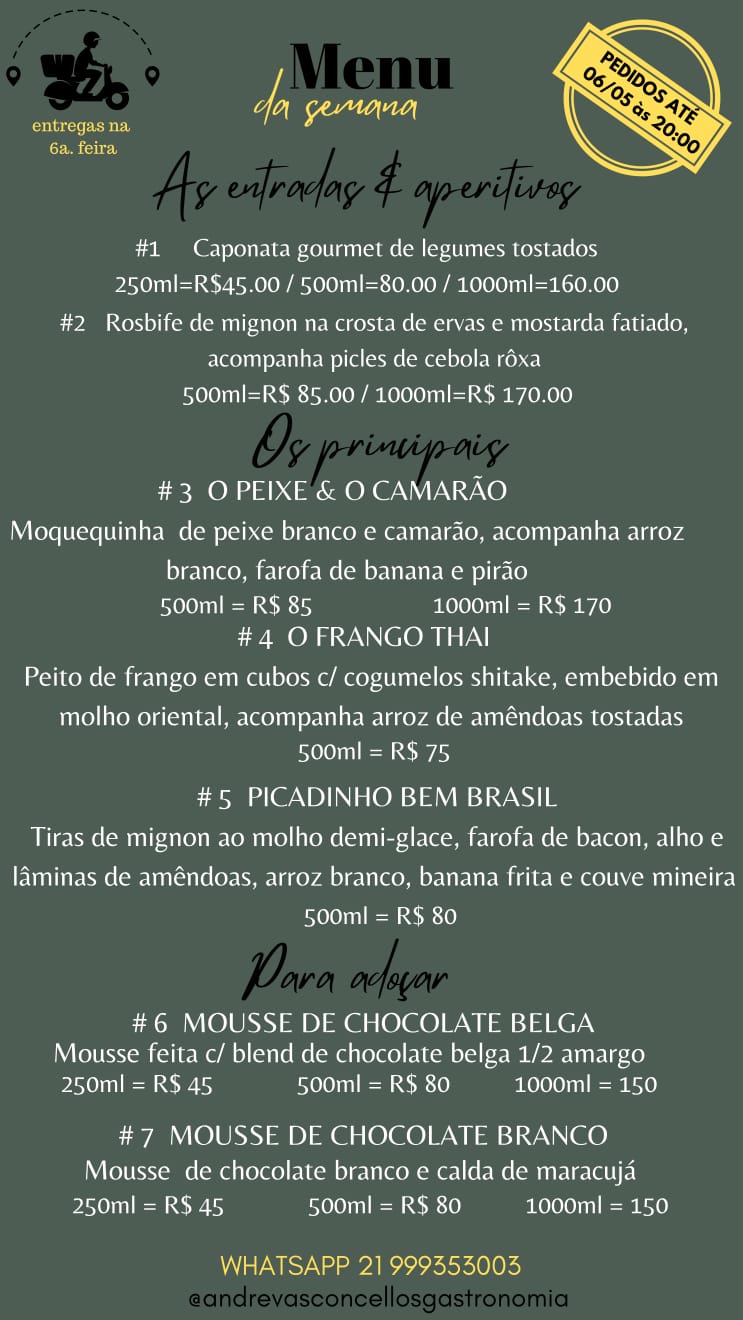 entregas na
6a. feira
Menu
da semana
PEDIDOS ATÉ
06/05 às 20:00
As entradas & aperitivos
#1 Caponata gourmet de legumes tostados
250ml=R$45.00 / 500ml=80.00 / 1000ml=160.00
#2 Rosbife de mignon na crosta de ervas e mostarda fatiado,
acompanha picles de cebola rôxa
500ml=R$ 85.00 / 1000ml=R$ 170.00
Os principais
# 3 O PEIXE & O CAMARÃO
Moquequinha de peixe branco e camarão, acompanha arroz
branco, farofa de banana e pirão
500ml = R$ 85 1000ml = R$ 170
# 4 O FRANGO THAI
Peito de frango em cubos c/ cogumelos shitake, embebido em
molho oriental, acompanha arroz de amêndoas tostadas
500ml = R$ 75
# 5 PICADINHO BEM BRASIL
Tiras de mignon ao molho demi-glace, farofa de bacon, alho e
lâminas de amêndoas, arroz branco, banana frita e couve mineira
500ml = R$ 80
Para adoçar
# 6 MOUSSE DE CHOCOLATE BELGA
Mousse feita c/ blend de chocolate belga 1/2 amargo
250ml = R$ 45 500ml = R$ 80 1000ml = 150
# 7 MOUSSE DE CHOCOLATE BRANCO
Mousse de chocolate branco e calda de maracujá
250ml = R$ 45 500ml = R$ 80 1000ml = 150
WHATSAPP 21 999353003
@andrevasconcellosgastronomia